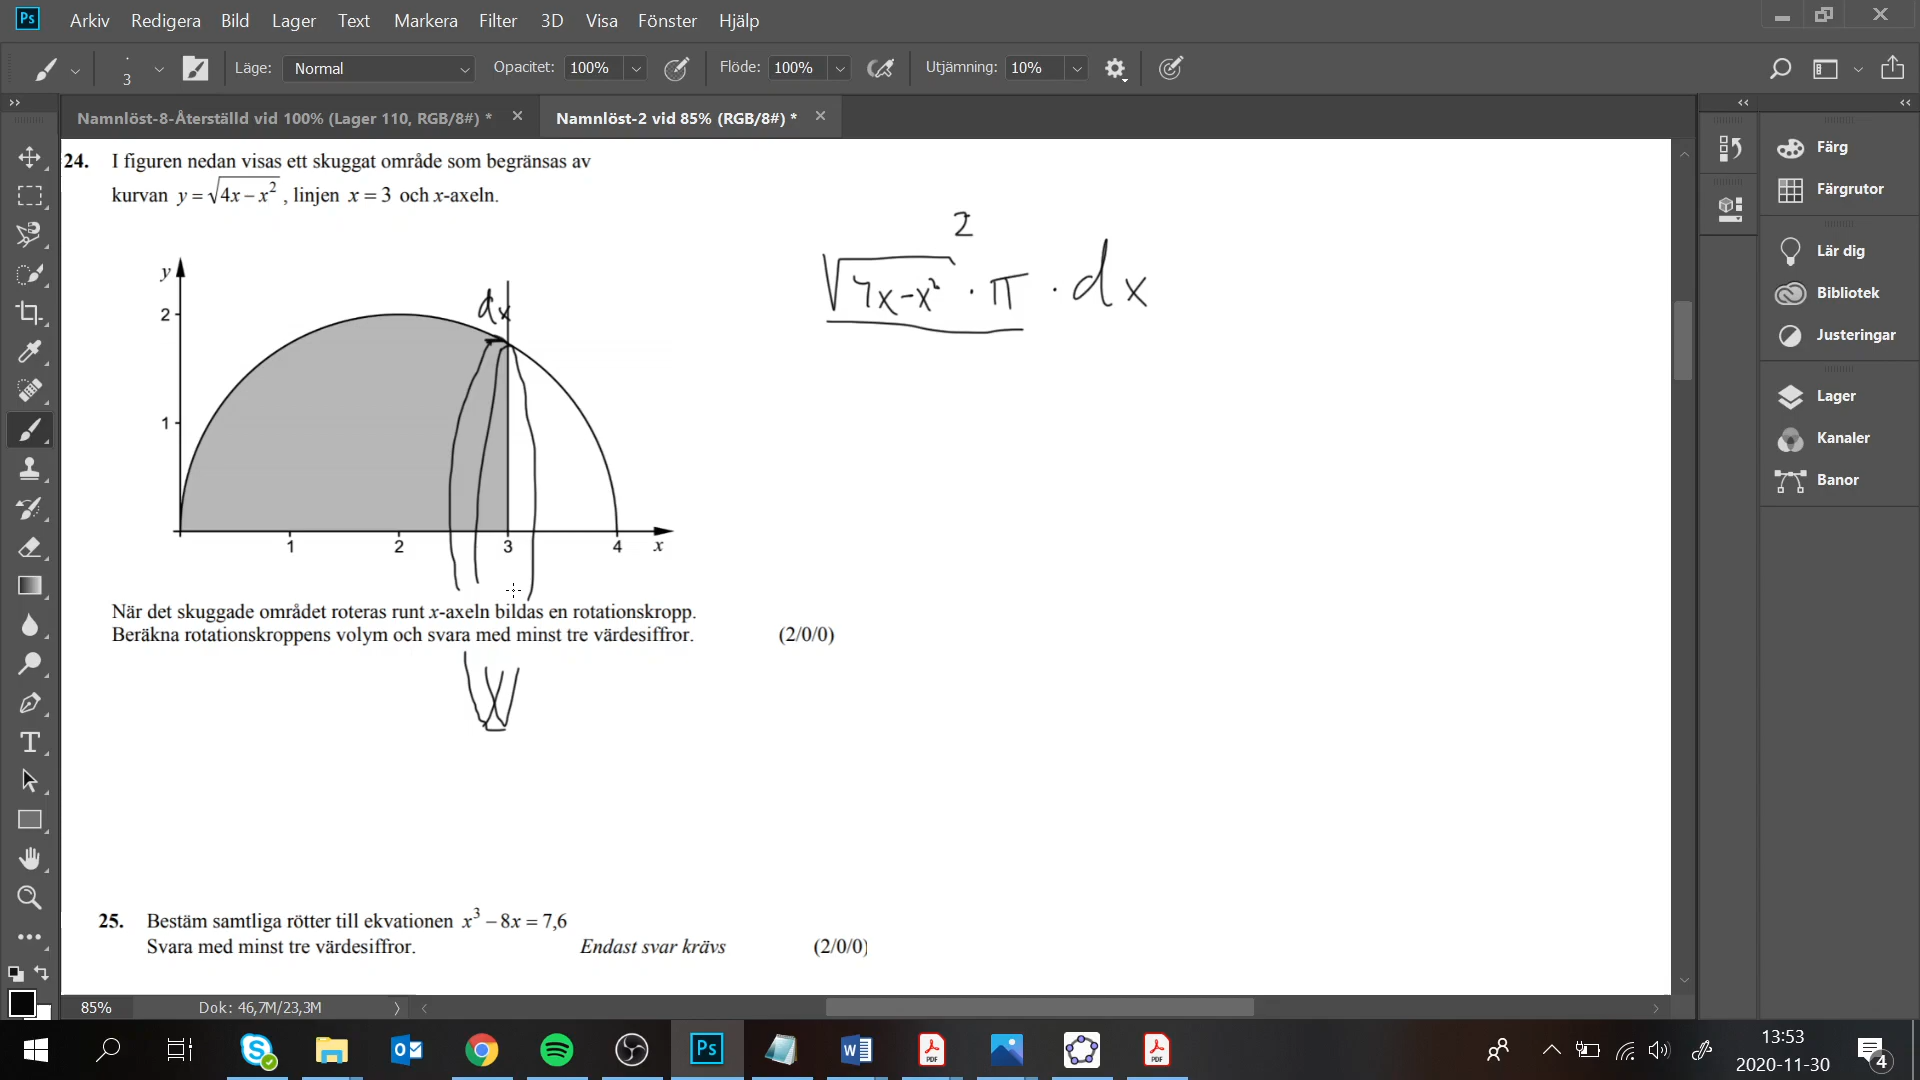 Ps Arkiv Redigera Bild Lager Text Markera Filter 3D Visa Fönster Hjälp
3 Läge: Normal Opacitet: 100% Flöde: 100% Utjämning: 10%
Namnlöst-8-Återställd vid 100% (Lager 110, RGB/8#) *
Namnlöst-2 vid 85% (RGB/8#) *
24. I figuren nedan visas ett skuggat område som begränsas av
kurvan y = √4x – x² , linjen x = 3 och x-axeln.
y
2
1
1 2 3 4 x
dx
2
√4x-x² · π · dx
När det skuggade området roteras runt x-axeln bildas en rotationskropp.
Beräkna rotationskroppens volym och svara med minst tre värdesiffror. (2/0/0)
25. Bestäm samtliga rötter till ekvationen x³ – 8x = 7,6
Svara med minst tre värdesiffror. Endast svar krävs (2/0/0)
Färg
Färgrutor
Lär dig
Bibliotek
Justeringar
Lager
Kanaler
Banor
85% Dok: 46,7M/23,3M
13:53
2020-11-30
4